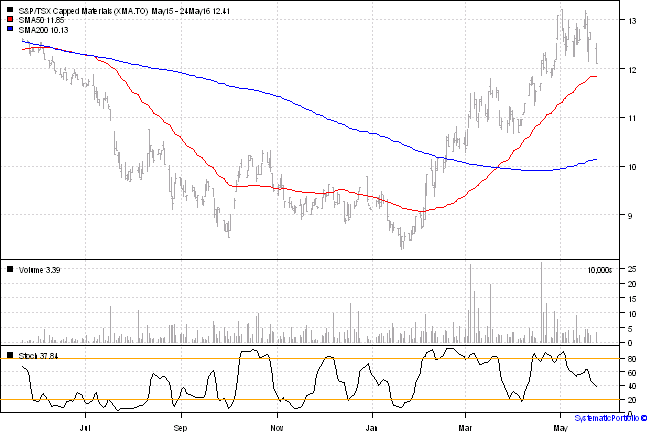 S&P/TSX Capped Materials (XMA.TO) May15 - 24May16 12.41
SMA50 11.85
SMA200 10.13
13
12
11
10
9
Volume 3.39
10,000s
25
20
15
10
5
0
Stoch 37.84
80
60
40
20
0
Jul Sep Nov Jan Mar May
SystematicPortfolio ©